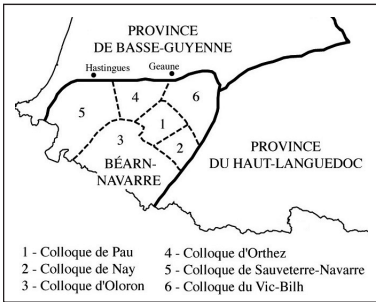 PROVINCE
DE BASSE-GUYENNE
Hastingues
Geaune
4
6
5
1
3
2
BÉARN-
NAVARRE
PROVINCE
DU HAUT-LANGUEDOC
1 - Colloque de Pau
2 - Colloque de Nay
3 - Colloque d'Oloron
4 - Colloque d'Orthez
5 - Colloque de Sauveterre-Navarre
6 - Colloque du Vic-Bilh